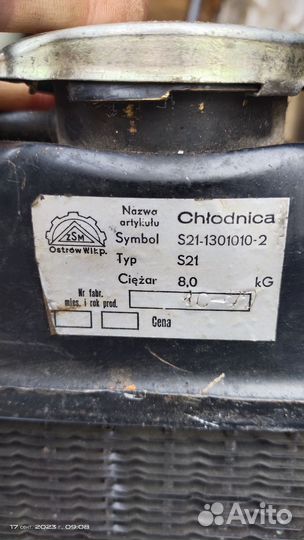 ZSM
Ostrów Wlkp.
Nazwa artykułu Chłodnica
Symbol S21-1301010-2
Typ S21
Ciężar 8,0 kG
Nr fabr.
mies. i rok prod.
Cena
17 сент. 2023 г., 09:08
Avito